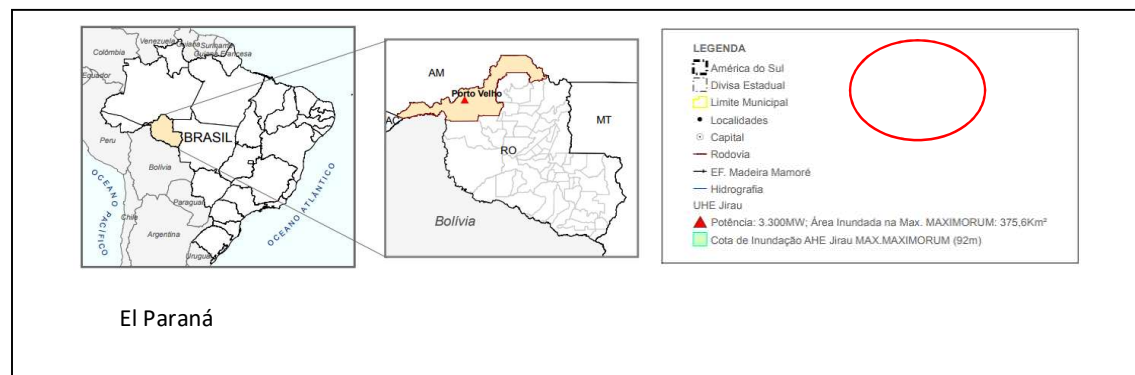 Venezuela
Guiana
Suriname
Guiana Francesa
Colômbia
Equador
Peru
BRASIL
Bolívia
Paraguai
Chile
Argentina
Uruguai
OCEANO PACÍFICO
OCEANO ATLÂNTICO
AM
Porto Velho
AC
MT
RO
Bolívia
LEGENDA
América do Sul
Divisa Estadual
Limite Municipal
Localidades
Capital
Rodovia
EF. Madeira Mamoré
Hidrografia
UHE Jirau
Potência: 3.300MW; Área Inundada na Max. MAXIMORUM: 375,6Km²
Cota de Inundação AHE Jirau MAX.MAXIMORUM (92m)
El Paraná